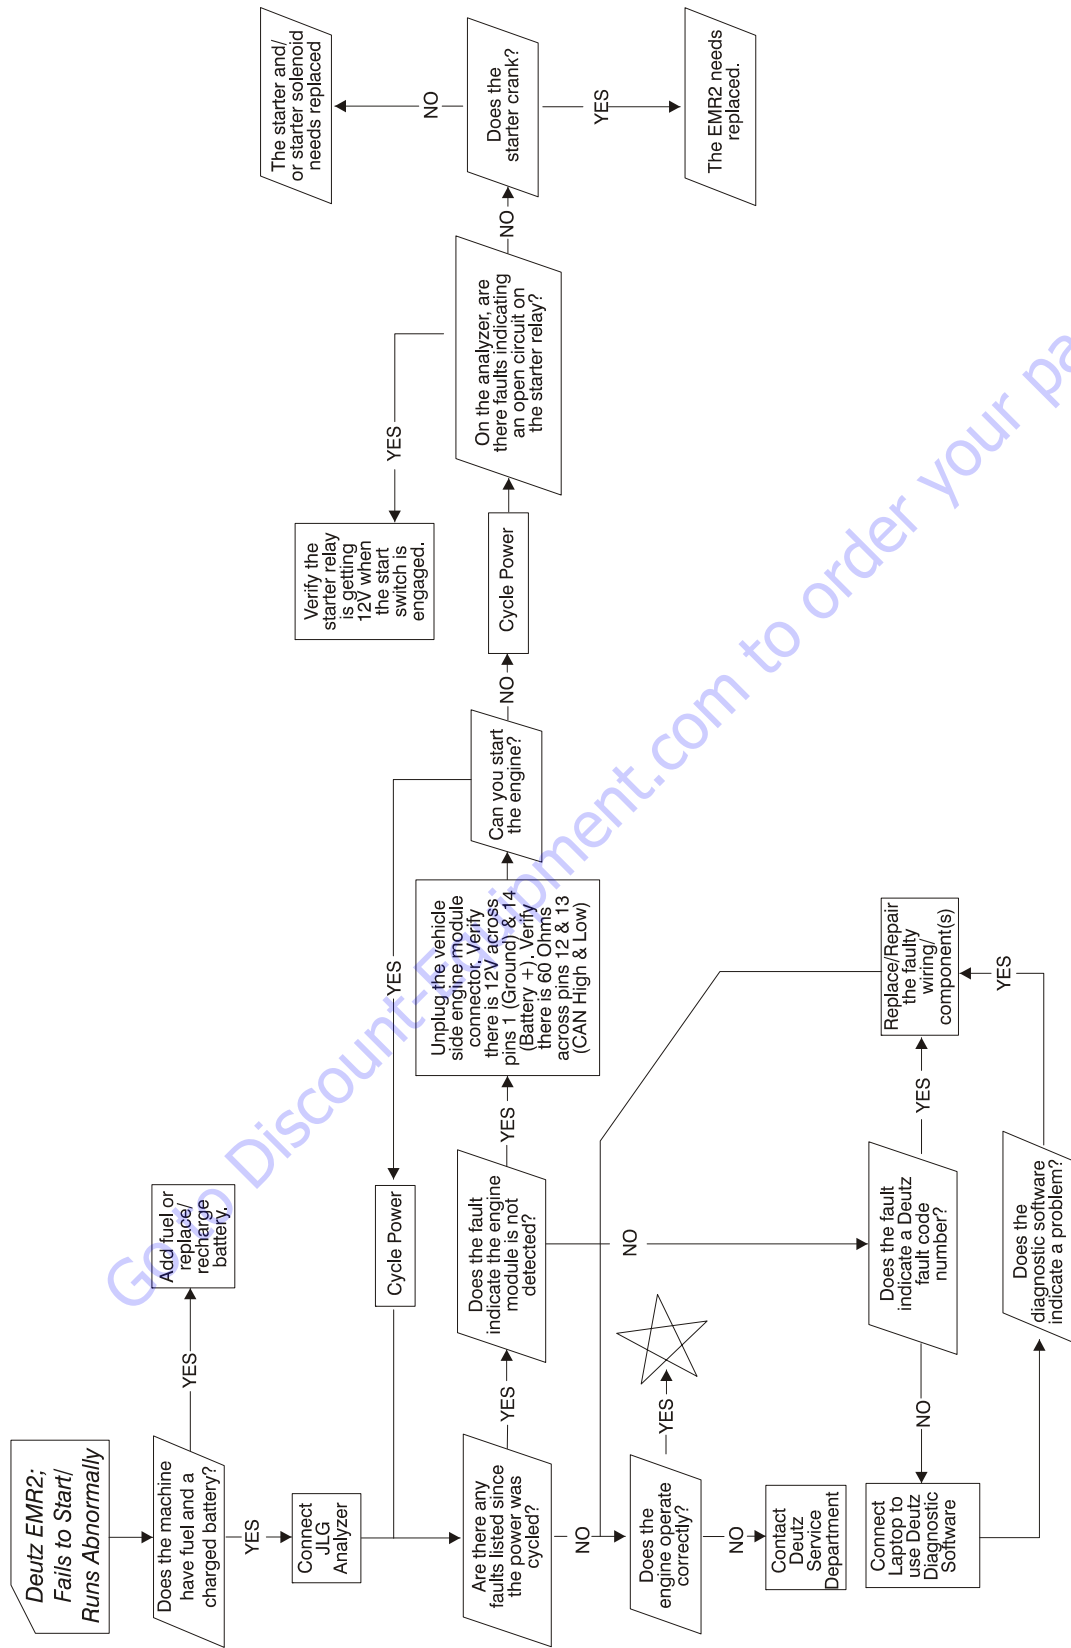 Deutz EMR2;
Fails to Start/
Runs Abnormally
Does the machine
have fuel and a
charged battery?
YES
Add fuel or
replace/
recharge
battery.
YES
Connect
JLG
Analyzer
Are there any
faults listed since
the power was
cycled?
YES
NO
Does the
engine operate
correctly?
YES
NO
Contact
Deutz
Service
Department
Connect
Laptop to
use Deutz
Diagnostic
Software
Cycle Power
YES
Does the fault
indicate the engine
module is not
detected?
YES
NO
Does the fault
indicate a Deutz
fault code
number?
NO
YES
Does the
diagnostic software
indicate a problem?
YES
Replace/Repair
the faulty
wiring/
component(s)
Unplug the vehicle
side engine module
connector. Verify
there is 12V across
pins 1 (Ground) & 14
(Battery +). Verify
there is 60 Ohms
across pins 12 & 13
(CAN High & Low)
Can you start
the engine?
NO
Cycle Power
Verify the
starter relay
is getting
12V when
the start
switch is
engaged.
YES
On the analyzer, are
there faults indicating
an open circuit on
the starter relay?
NO
Does the
starter crank?
NO
The starter and/
or starter solenoid
needs replaced
YES
The EMR2 needs
replaced.
Go to Discount-Equipment.com to order your pa